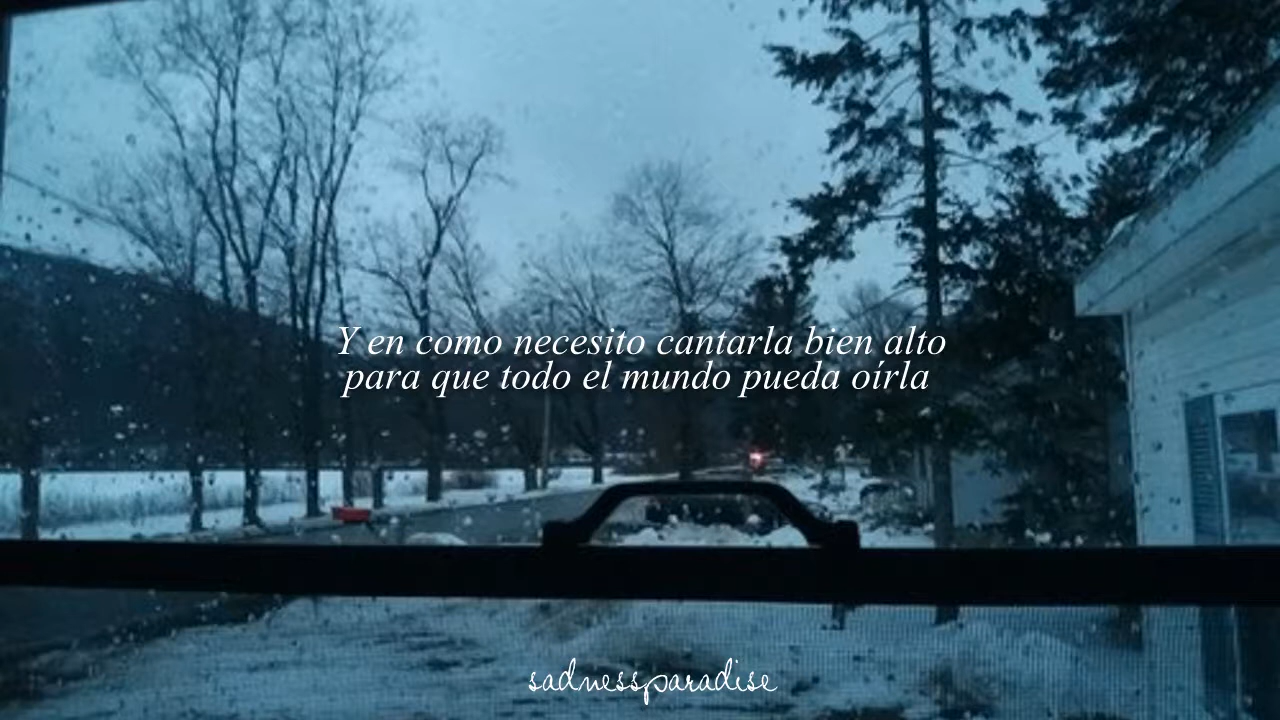 Y en como necesito cantarla bien alto
para que todo el mundo pueda oírla
sadnessparadise